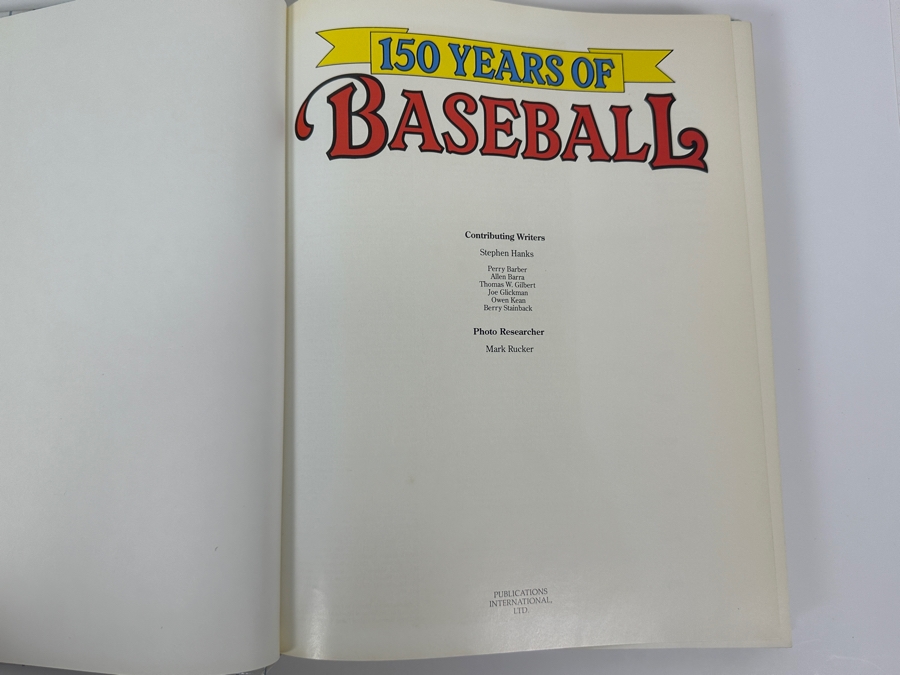 150 YEARS OF
BASEBALL
Contributing Writers
Stephen Hanks
Perry Barber
Allen Barra
Thomas W. Gilbert
Joe Glickman
Owen Kean
Berry Stainback
Photo Researcher
Mark Rucker
PUBLICATIONS
INTERNATIONAL,
LTD.